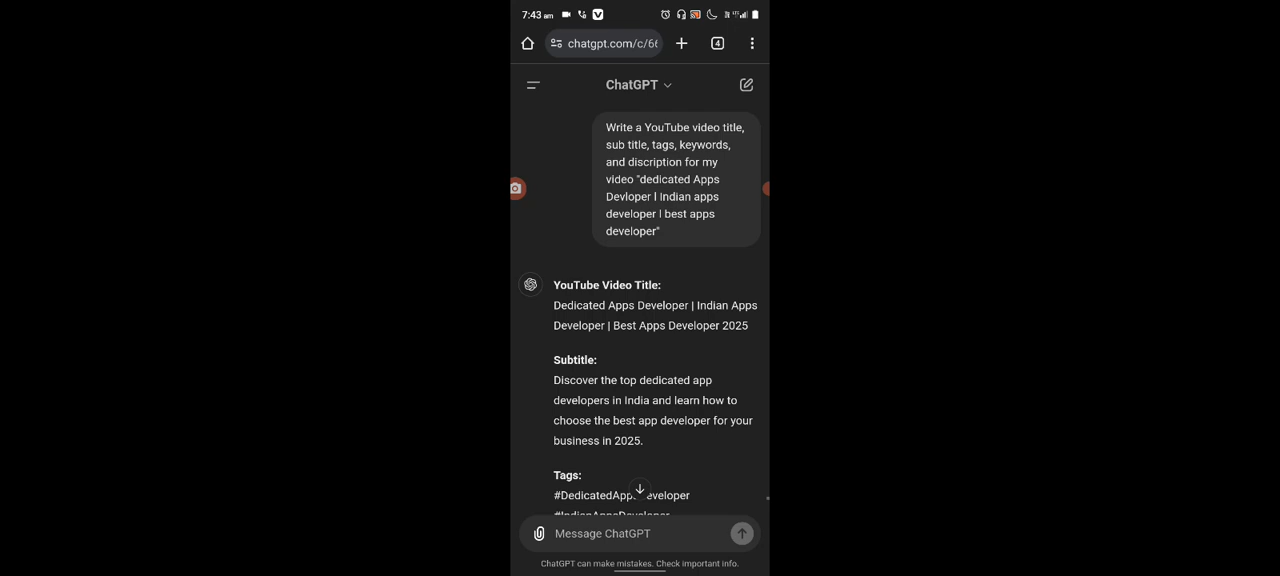 7:43 am
chatgpt.com/c/66
4
ChatGPT
Write a YouTube video title,
sub title, tags, keywords,
and discription for my
video "dedicated Apps
Devloper l Indian apps
developer l best apps
developer"
YouTube Video Title:
Dedicated Apps Developer | Indian Apps
Developer | Best Apps Developer 2025
Subtitle:
Discover the top dedicated app
developers in India and learn how to
choose the best app developer for your
business in 2025.
Tags:
#DedicatedAppsDeveloper
#IndianAppsDeveloper
Message ChatGPT
ChatGPT can make mistakes. Check important info.